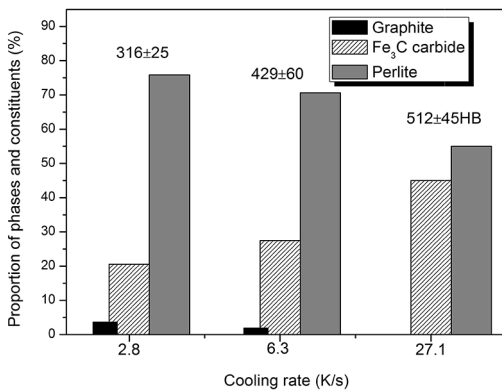 Graphite
Fe₃C carbide
Perlite
316±25
429±60
512±45HB
Proportion of phases and constituents (%)
90
80
70
60
50
40
30
20
10
0
2.8 6.3 27.1
Cooling rate (K/s)